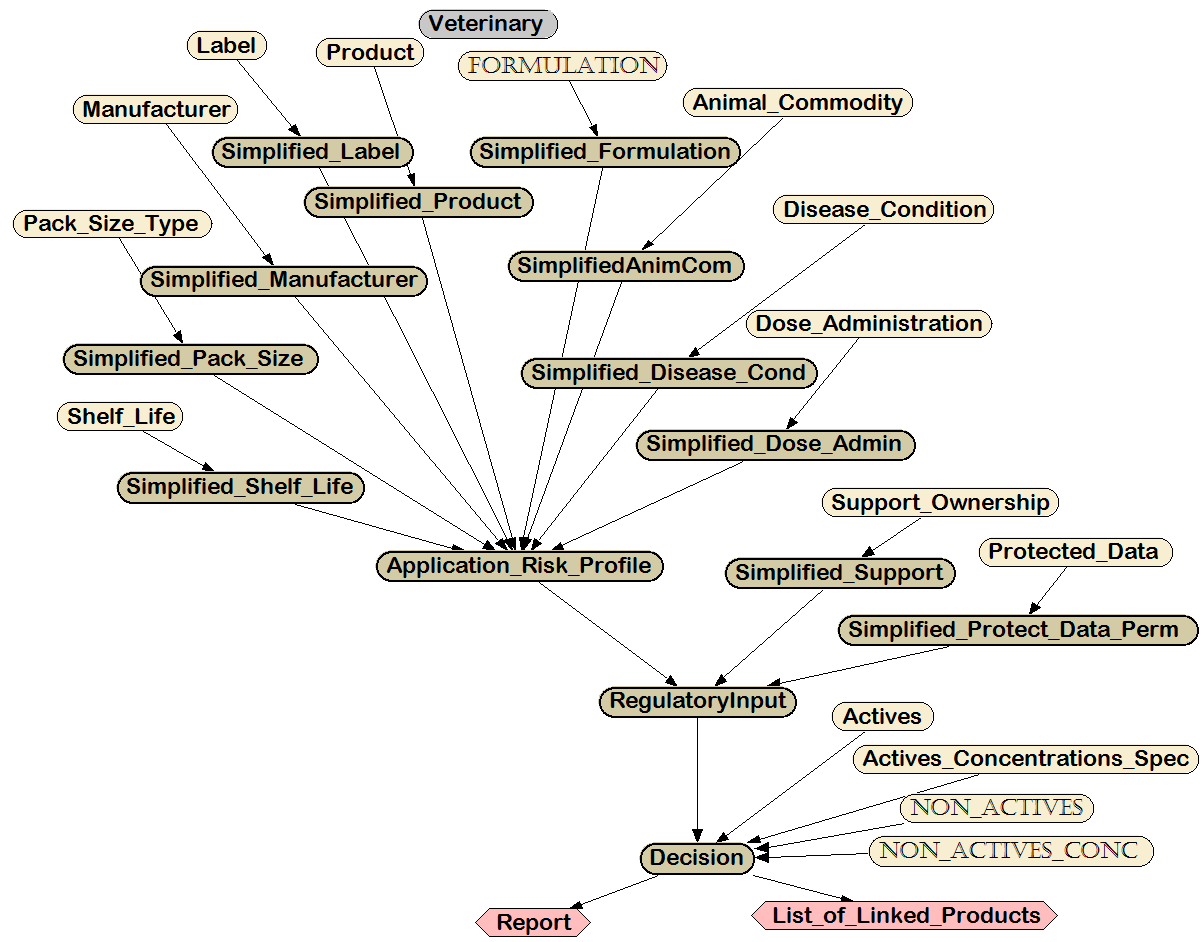 Veterinary
Label
Product
FORMULATION
Manufacturer
Animal_Commodity
Simplified_Label
Simplified_Formulation
Simplified_Product
Pack_Size_Type
Disease_Condition
Simplified_Manufacturer
SimplifiedAnimCom
Dose_Administration
Simplified_Pack_Size
Simplified_Disease_Cond
Shelf_Life
Simplified_Dose_Admin
Simplified_Shelf_Life
Support_Ownership
Protected_Data
Application_Risk_Profile
Simplified_Support
Simplified_Protect_Data_Perm
RegulatoryInput
Actives
Actives_Concentrations_Spec
NON_ACTIVES
NON_ACTIVES_CONC
Decision
Report
List_of_Linked_Products